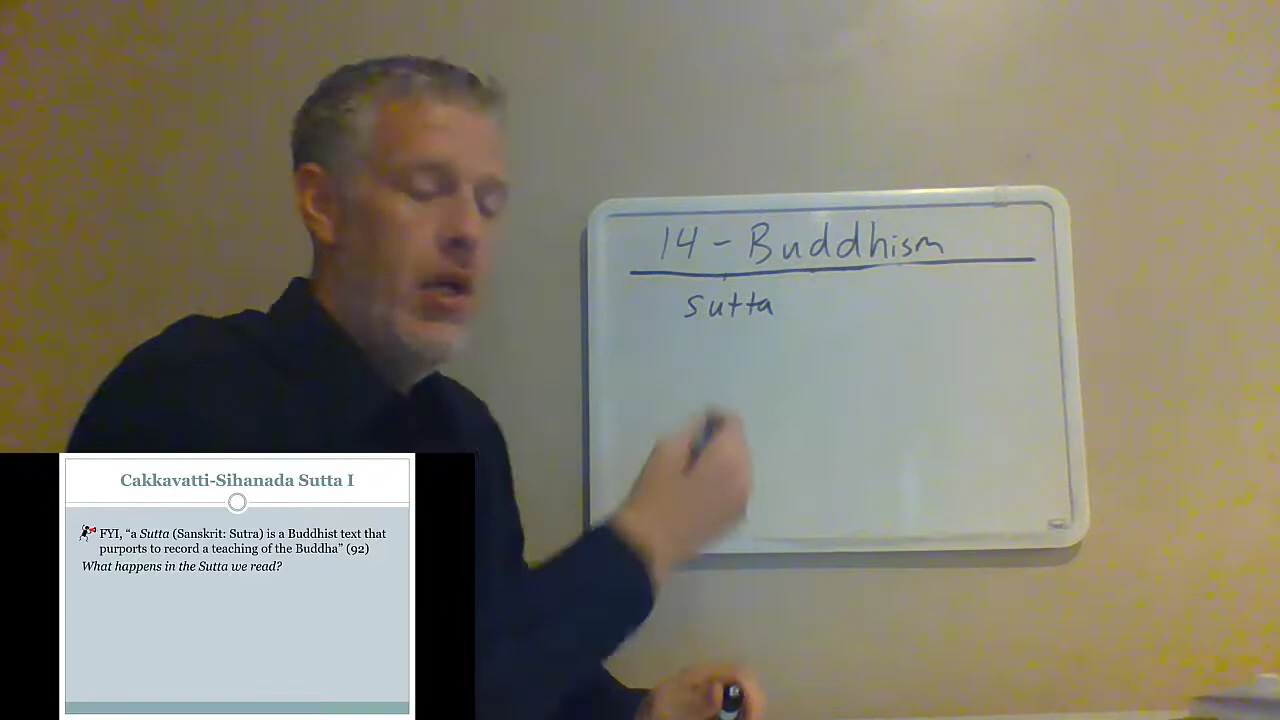 14 - Buddhism
sutta
Cakkavatti-Sihanada Sutta I
FYI, “a Sutta (Sanskrit: Sutra) is a Buddhist text that
purports to record a teaching of the Buddha” (92)
What happens in the Sutta we read?